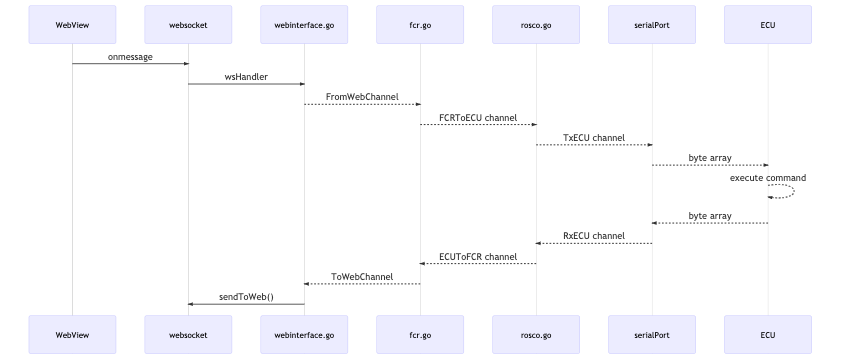 WebView
websocket
webinterface.go
fcr.go
rosco.go
serialPort
ECU
onmessage
wsHandler
FromWebChannel
FCRToECU channel
TxECU channel
byte array
execute command
byte array
RxECU channel
ECUToFCR channel
ToWebChannel
sendToWeb()
WebView
websocket
webinterface.go
fcr.go
rosco.go
serialPort
ECU